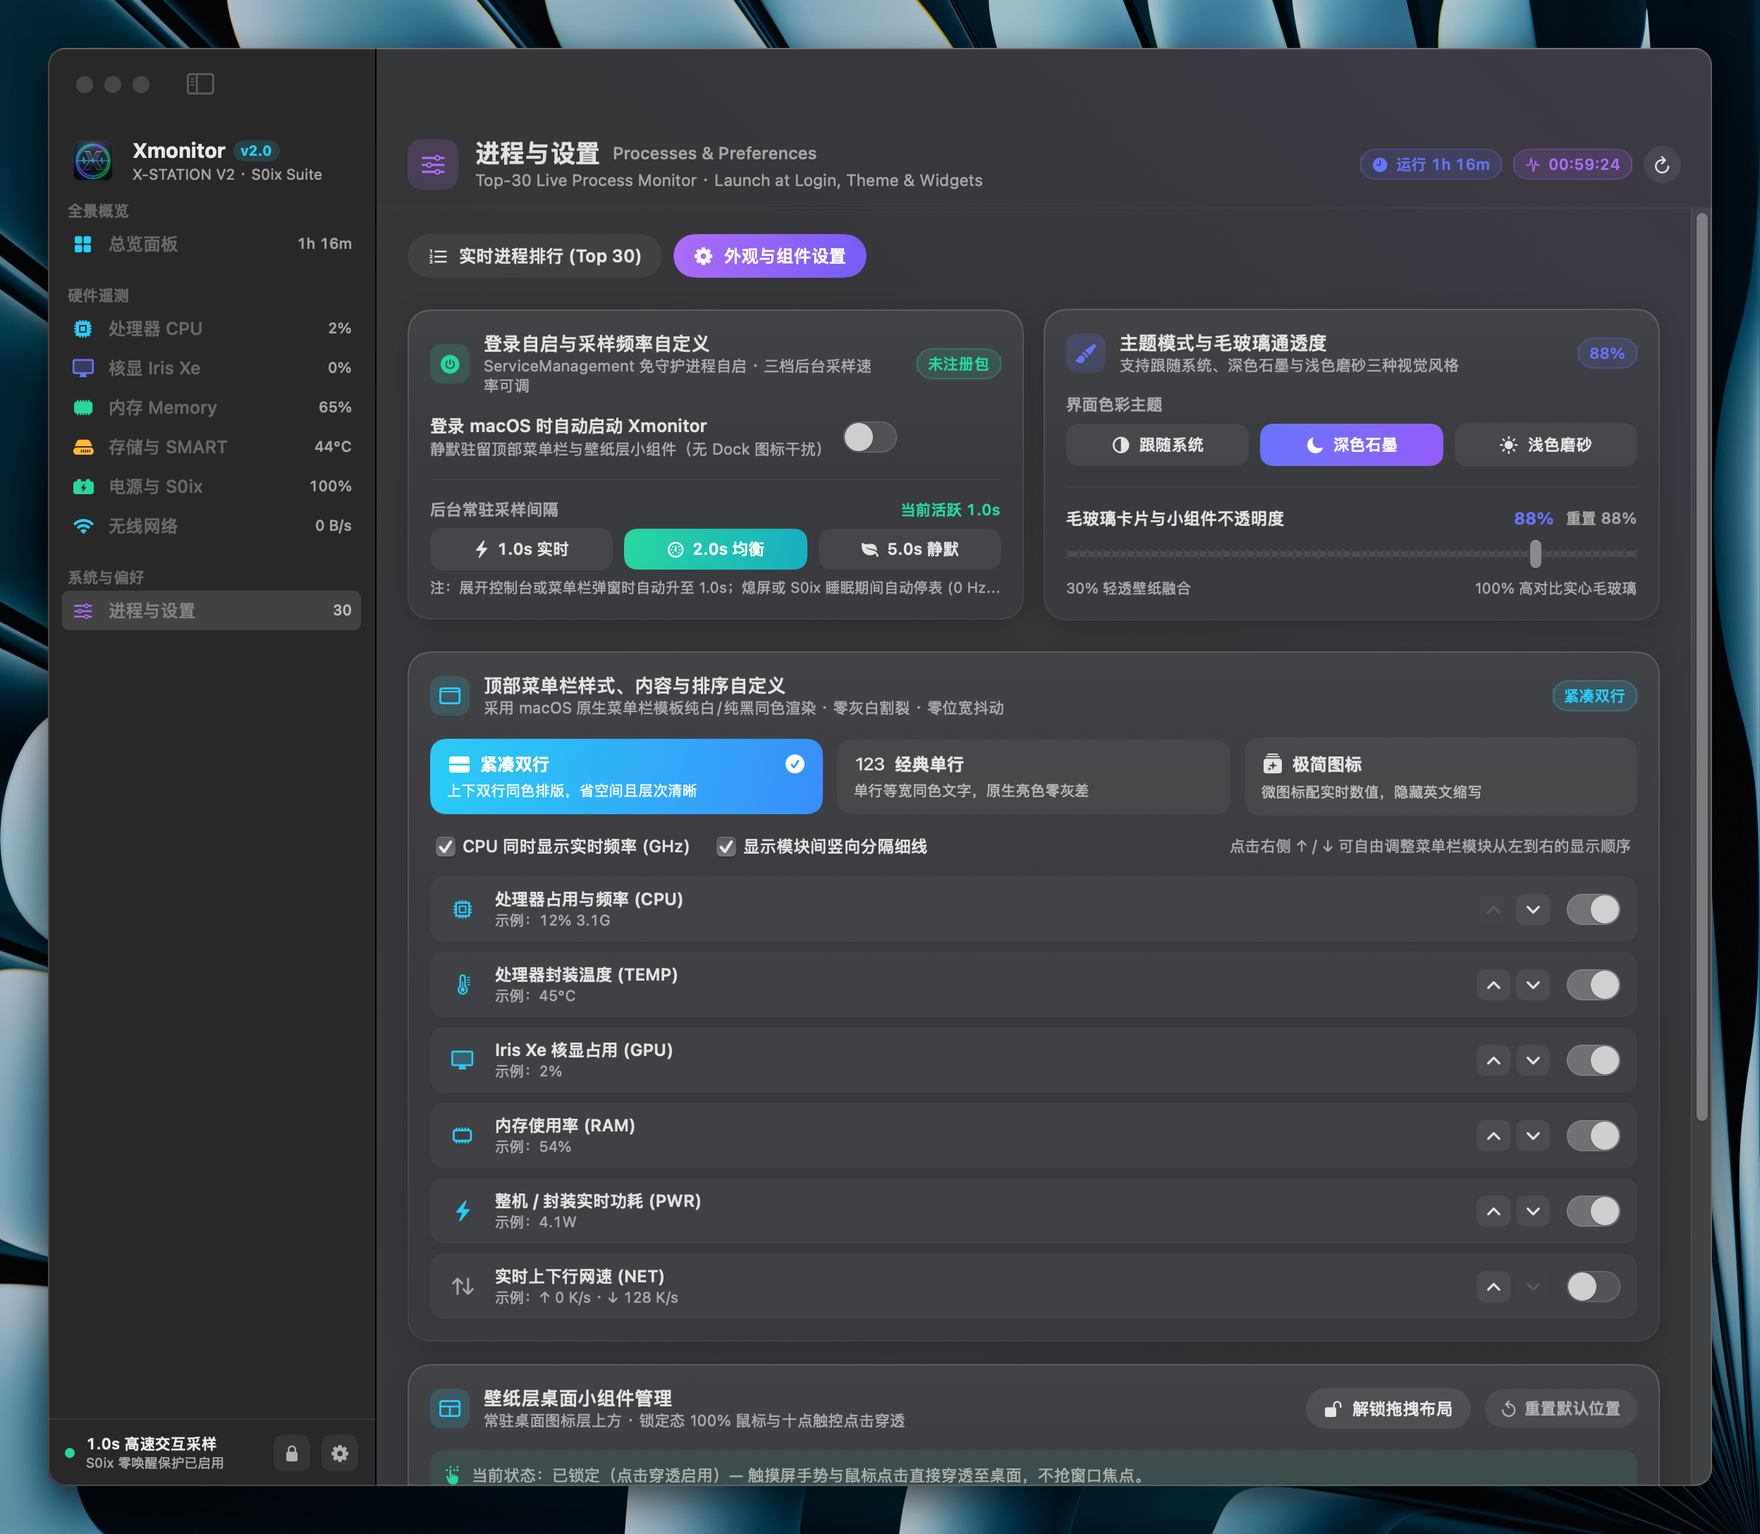 Xmonitor v2.0
X-STATION V2 · S0ix Suite
全景概览
总览面板 1h 16m
硬件遥测
处理器 CPU 2%
核显 Iris Xe 0%
内存 Memory 65%
存储与 SMART 44°C
电源与 S0ix 100%
无线网络 0 B/s
系统与偏好
进程与设置 30
1.0s 高速交互采样
S0ix 零唤醒保护已启用
进程与设置 Processes & Preferences
Top-30 Live Process Monitor · Launch at Login, Theme & Widgets
运行 1h 16m
00:59:24
实时进程排行 (Top 30)
外观与组件设置
登录自启与采样频率自定义
ServiceManagement 免守护进程自启 · 三档后台采样速
率可调
未注册包
登录 macOS 时自动启动 Xmonitor
静默驻留顶部菜单栏与壁纸层小组件（无 Dock 图标干扰）
后台常驻采样间隔 当前活跃 1.0s
1.0s 实时
2.0s 均衡
5.0s 静默
注：展开控制台或菜单栏弹窗时自动升至 1.0s；熄屏或 S0ix 睡眠期间自动停表 (0 Hz...
主题模式与毛玻璃通透度
支持跟随系统、深色石墨与浅色磨砂三种视觉风格
88%
界面色彩主题
跟随系统
深色石墨
浅色磨砂
毛玻璃卡片与小组件不透明度 88% 重置 88%
30% 轻透壁纸融合 100% 高对比实心毛玻璃
顶部菜单栏样式、内容与排序自定义
采用 macOS 原生菜单栏模板纯白/纯黑同色渲染 · 零灰白割裂 · 零位宽抖动
紧凑双行
紧凑双行
上下双行同色排版，省空间且层次清晰
123 经典单行
单行等宽同色文字，原生亮色零灰差
极简图标
微图标配实时数值，隐藏英文缩写
CPU 同时显示实时频率 (GHz)
显示模块间竖向分隔细线
点击右侧 ↑ / ↓ 可自由调整菜单栏模块从左到右的显示顺序
处理器占用与频率 (CPU)
示例：12% 3.1G
处理器封装温度 (TEMP)
示例：45°C
Iris Xe 核显占用 (GPU)
示例：2%
内存使用率 (RAM)
示例：54%
整机 / 封装实时功耗 (PWR)
示例：4.1W
实时上下行网速 (NET)
示例：↑ 0 K/s · ↓ 128 K/s
壁纸层桌面小组件管理
常驻桌面图标层上方 · 锁定态 100% 鼠标与十点触控点击穿透
解锁拖拽布局
重置默认位置
当前状态：已锁定（点击穿透启用）— 触摸屏手势与鼠标点击直接穿透至桌面，不抢窗口焦点。